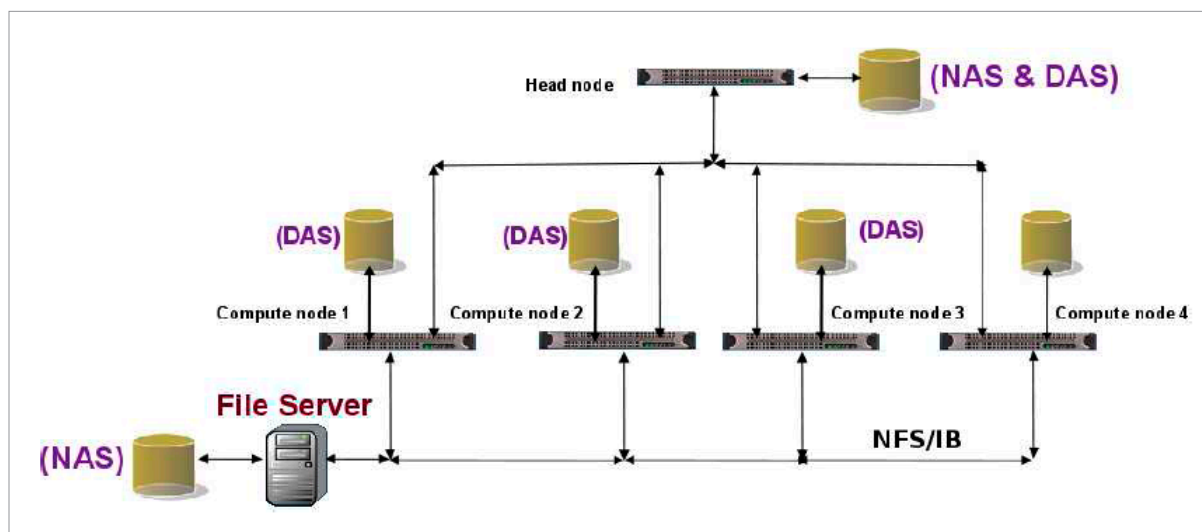 (NAS & DAS)
Head node
(DAS)
(DAS)
(DAS)
Compute node 1
Compute node 2
Compute node 3
Compute node 4
File Server
NFS/IB
(NAS)